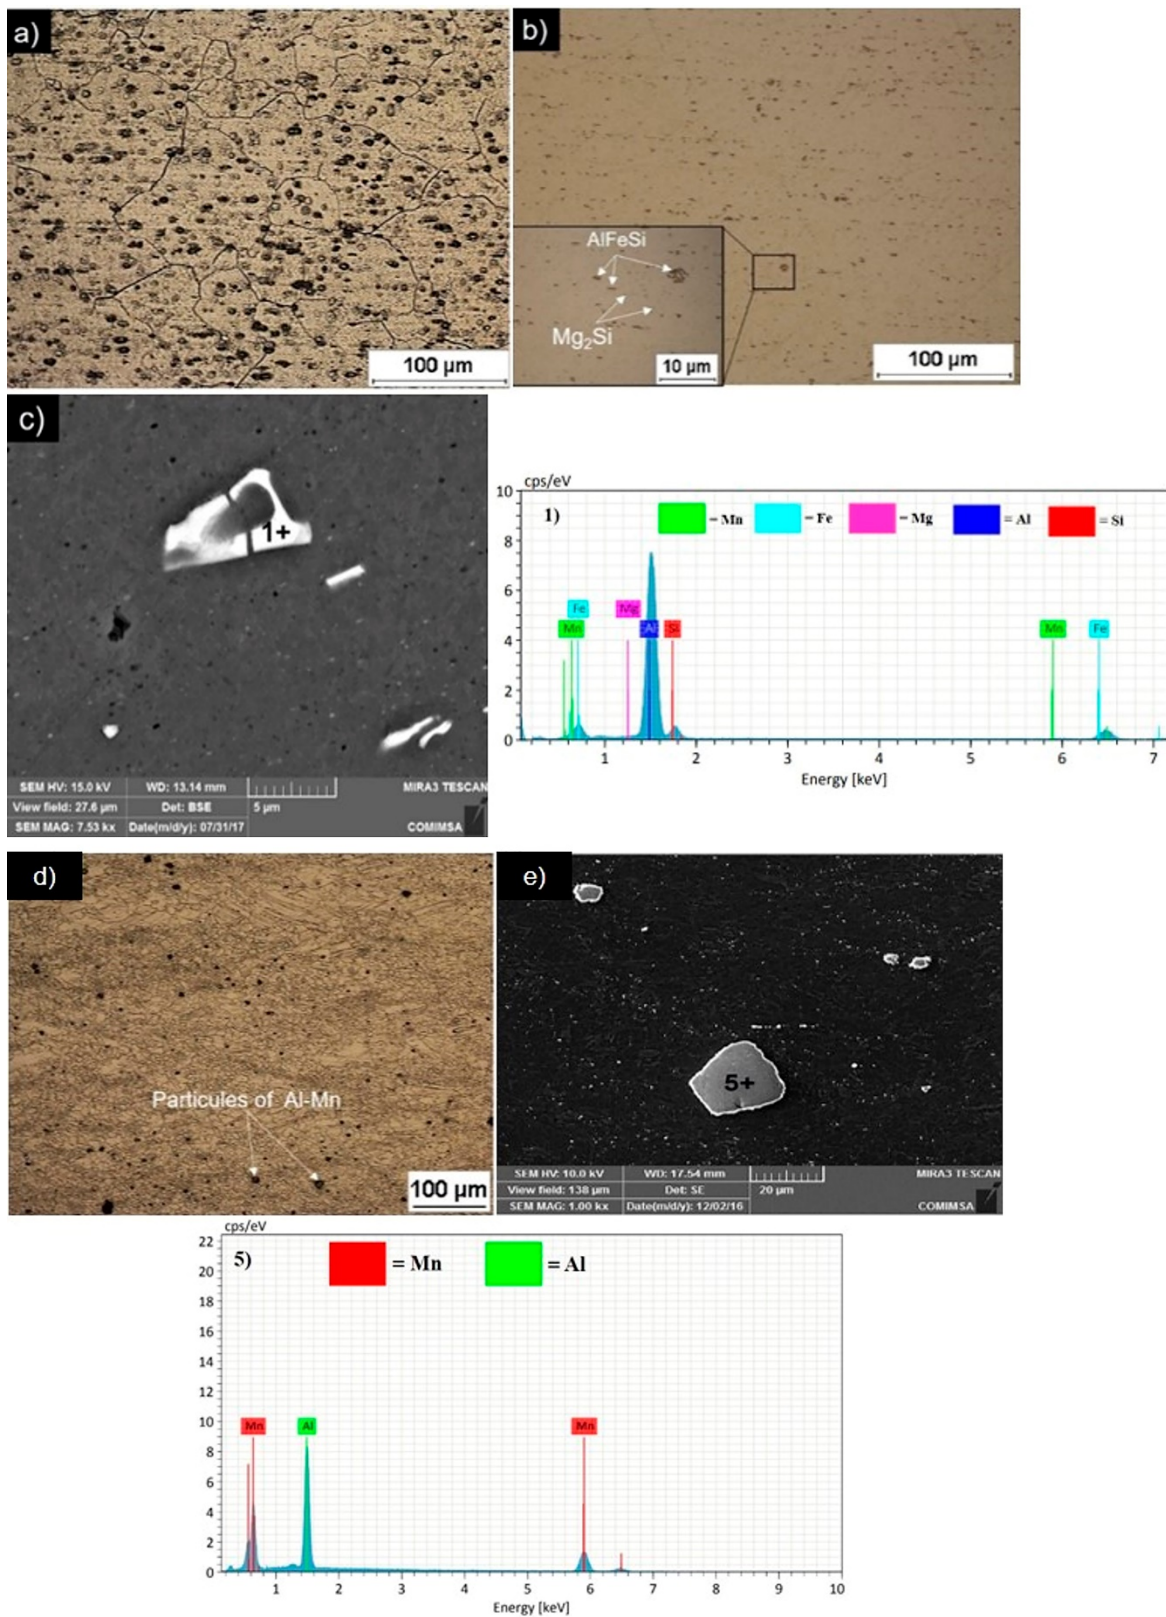 a)
100 µm
b)
AlFeSi
Mg₂Si
10 µm
100 µm
c)
1+
SEM HV: 15.0 kV
WD: 13.14 mm
MIRA3 TESCAN
View field: 27.6 µm
Det: BSE
5 µm
SEM MAG: 7.53 kx
Date(m/d/y): 07/31/17
COMIMSA
cps/eV
1)
= Mn
= Fe
= Mg
= Al
= Si
10
8
6
4
2
0
Fe
Mg
Mn
Al
Si
Mn
Fe
1 2 3 4 5 6 7
Energy [keV]
d)
Particules of Al-Mn
100 µm
e)
5+
SEM HV: 10.0 kV
WD: 17.54 mm
MIRA3 TESCAN
View field: 138 µm
Det: SE
20 µm
SEM MAG: 1.00 kx
Date(m/d/y): 12/02/16
COMIMSA
cps/eV
5)
= Mn
= Al
22
20
18
16
14
12
10
8
6
4
2
0
Mn
Al
Mn
1 2 3 4 5 6 7 8 9 10
Energy [keV]